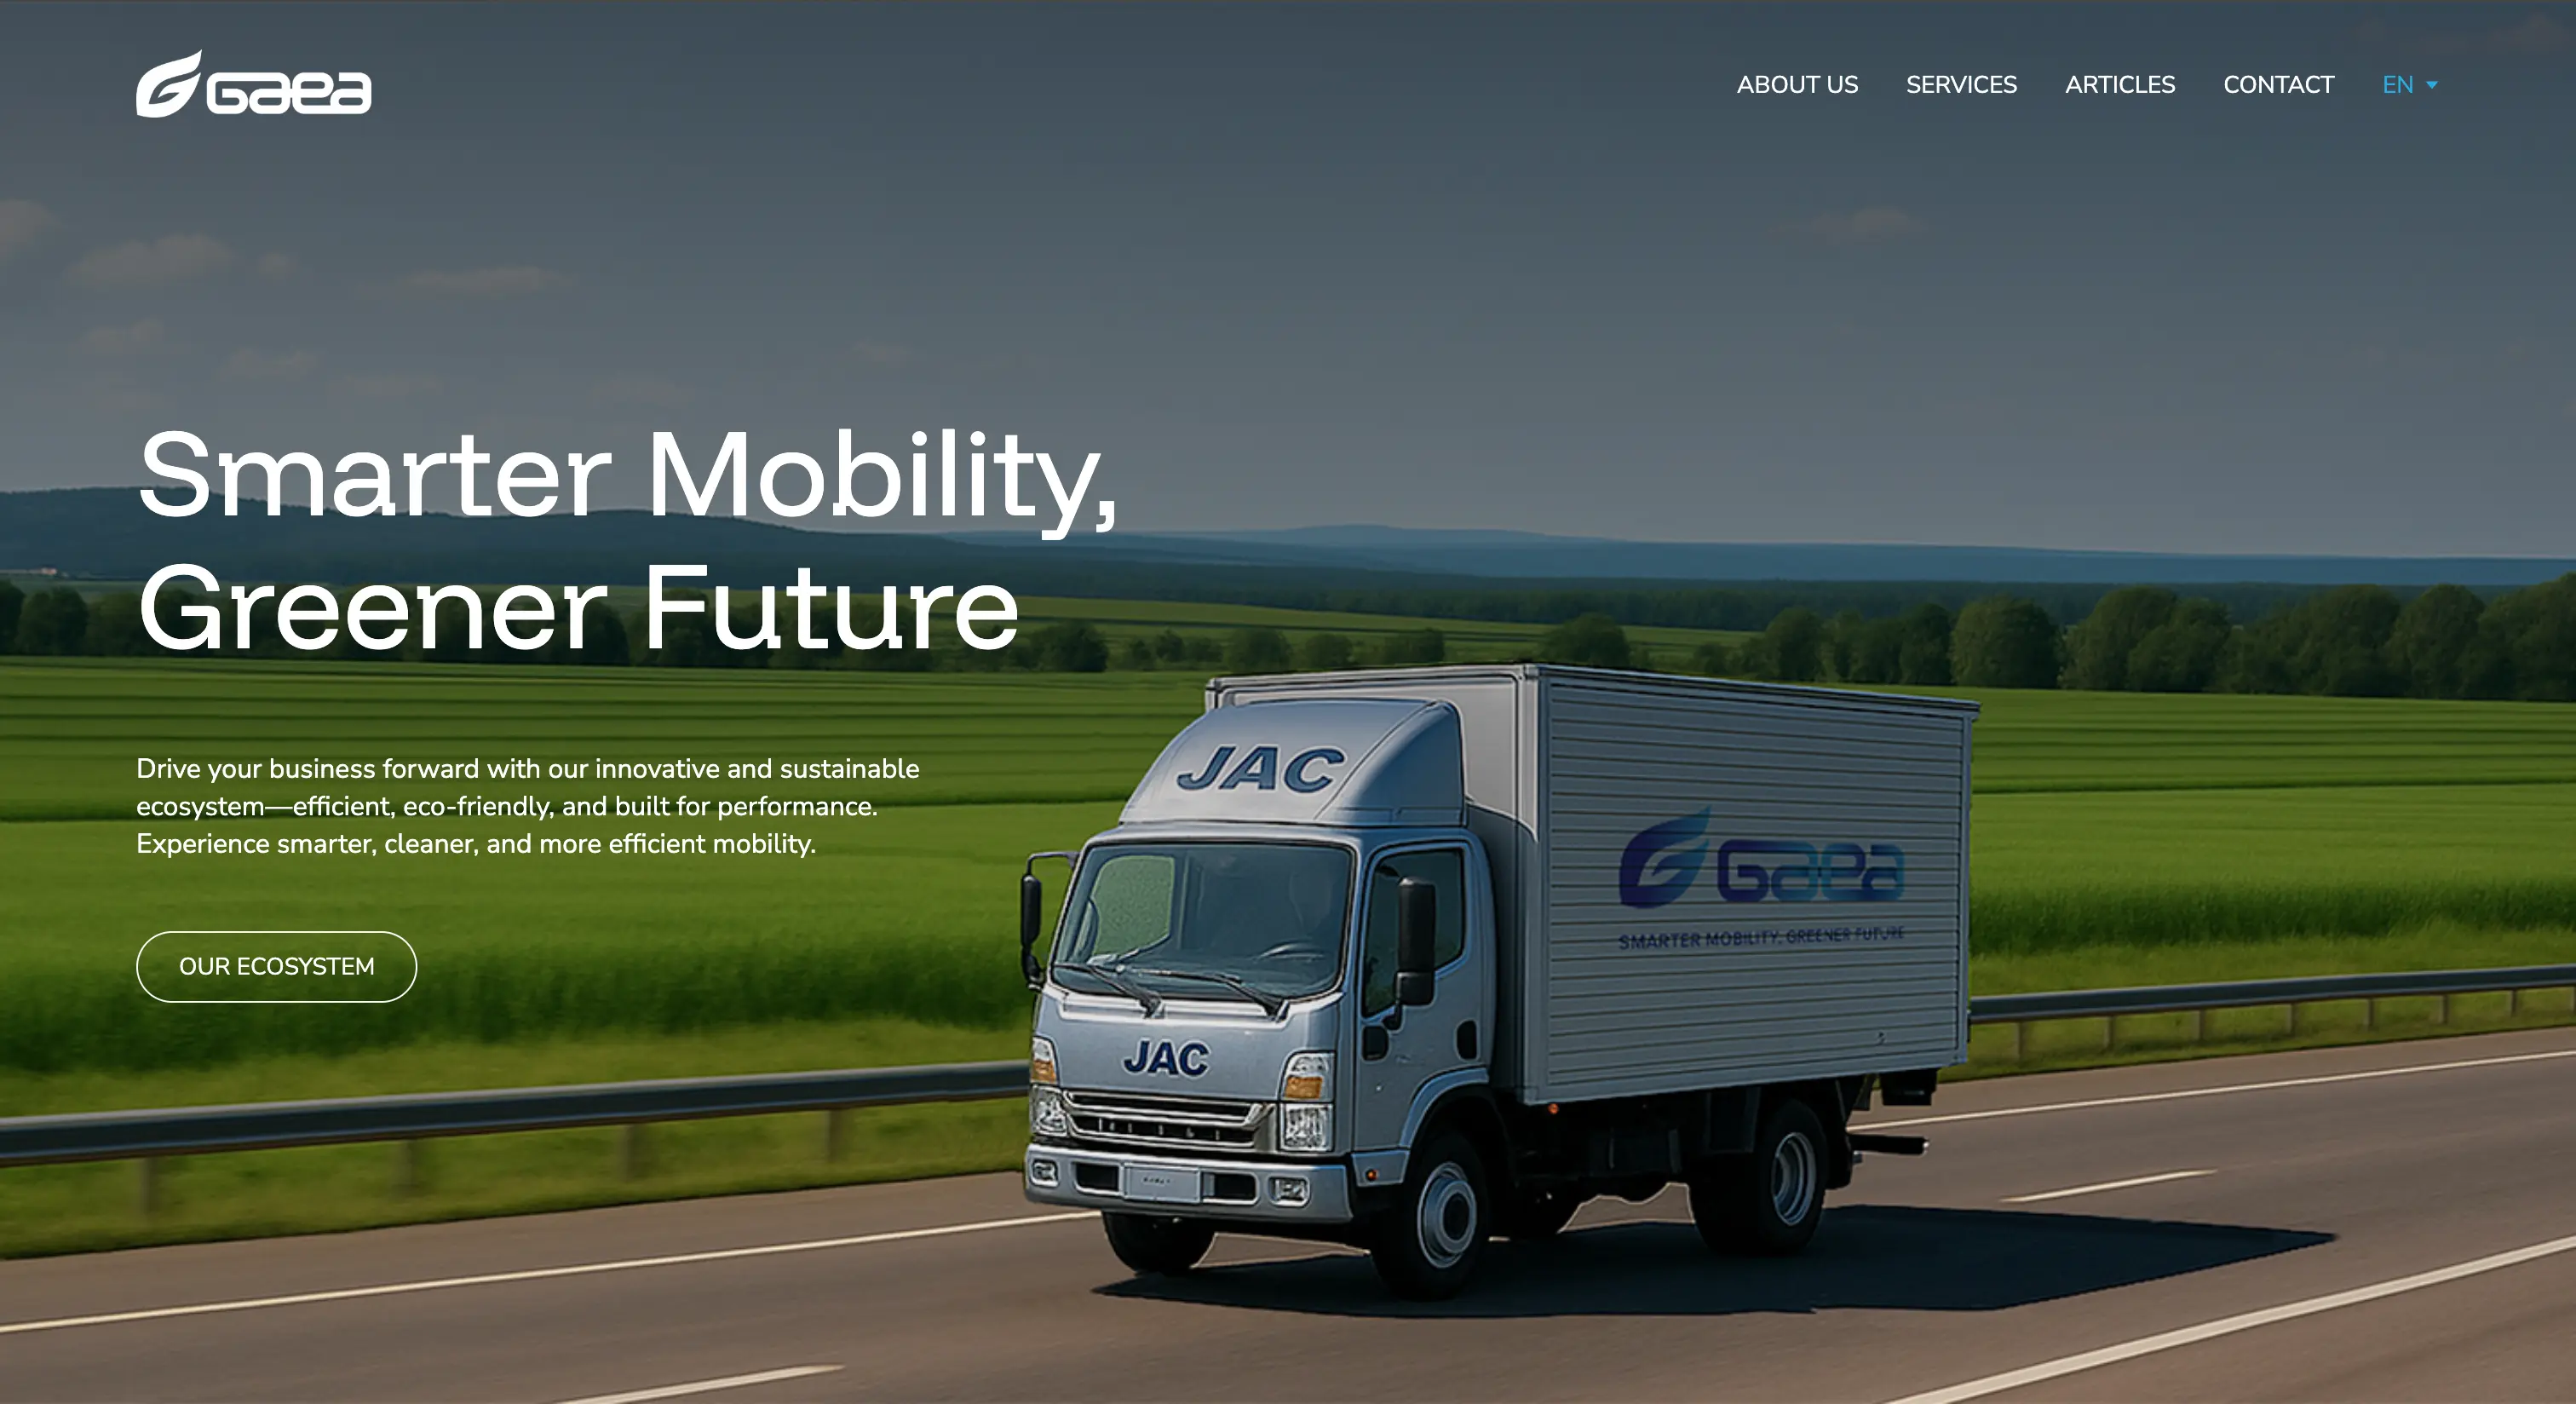 Gaea
ABOUT US
SERVICES
ARTICLES
CONTACT
EN
Smarter Mobility,
Greener Future
Drive your business forward with our innovative and sustainable
ecosystem—efficient, eco-friendly, and built for performance.
Experience smarter, cleaner, and more efficient mobility.
OUR ECOSYSTEM
JAC
Gaea
SMARTER MOBILITY, GREENER FUTURE
JAC